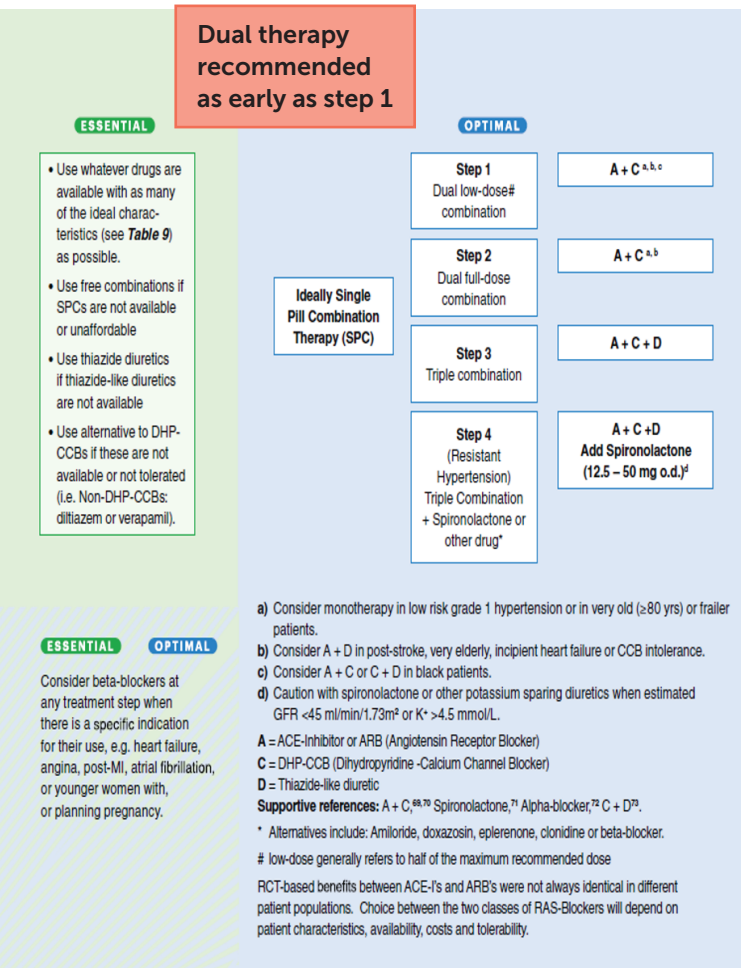 Dual therapy
recommended
as early as step 1
ESSENTIAL
• Use whatever drugs are
available with as many
of the ideal charac-
teristics (see Table 9)
as possible.
• Use free combinations if
SPCs are not available
or unaffordable
• Use thiazide diuretics
if thiazide-like diuretics
are not available
• Use alternative to DHP-
CCBs if these are not
available or not tolerated
(i.e. Non-DHP-CCBs:
diltiazem or verapamil).
OPTIMAL
Ideally Single
Pill Combination
Therapy (SPC)
Step 1
Dual low-dose#
combination
A + C a, b, c
Step 2
Dual full-dose
combination
A + C a, b
Step 3
Triple combination
A + C + D
Step 4
(Resistant
Hypertension)
Triple Combination
+ Spironolactone or
other drug*
A + C +D
Add Spironolactone
(12.5 – 50 mg o.d.)d
ESSENTIAL OPTIMAL
Consider beta-blockers at
any treatment step when
there is a specific indication
for their use, e.g. heart failure,
angina, post-MI, atrial fibrillation,
or younger women with,
or planning pregnancy.
a) Consider monotherapy in low risk grade 1 hypertension or in very old (≥80 yrs) or frailer
patients.
b) Consider A + D in post-stroke, very elderly, incipient heart failure or CCB intolerance.
c) Consider A + C or C + D in black patients.
d) Caution with spironolactone or other potassium sparing diuretics when estimated
GFR <45 ml/min/1.73m² or K⁺ >4.5 mmol/L.
A = ACE-Inhibitor or ARB (Angiotensin Receptor Blocker)
C = DHP-CCB (Dihydropyridine -Calcium Channel Blocker)
D = Thiazide-like diuretic
Supportive references: A + C,69,70 Spironolactone,71 Alpha-blocker,72 C + D73.
* Alternatives include: Amiloride, doxazosin, eplerenone, clonidine or beta-blocker.
# low-dose generally refers to half of the maximum recommended dose
RCT-based benefits between ACE-I's and ARB's were not always identical in different
patient populations. Choice between the two classes of RAS-Blockers will depend on
patient characteristics, availability, costs and tolerability.